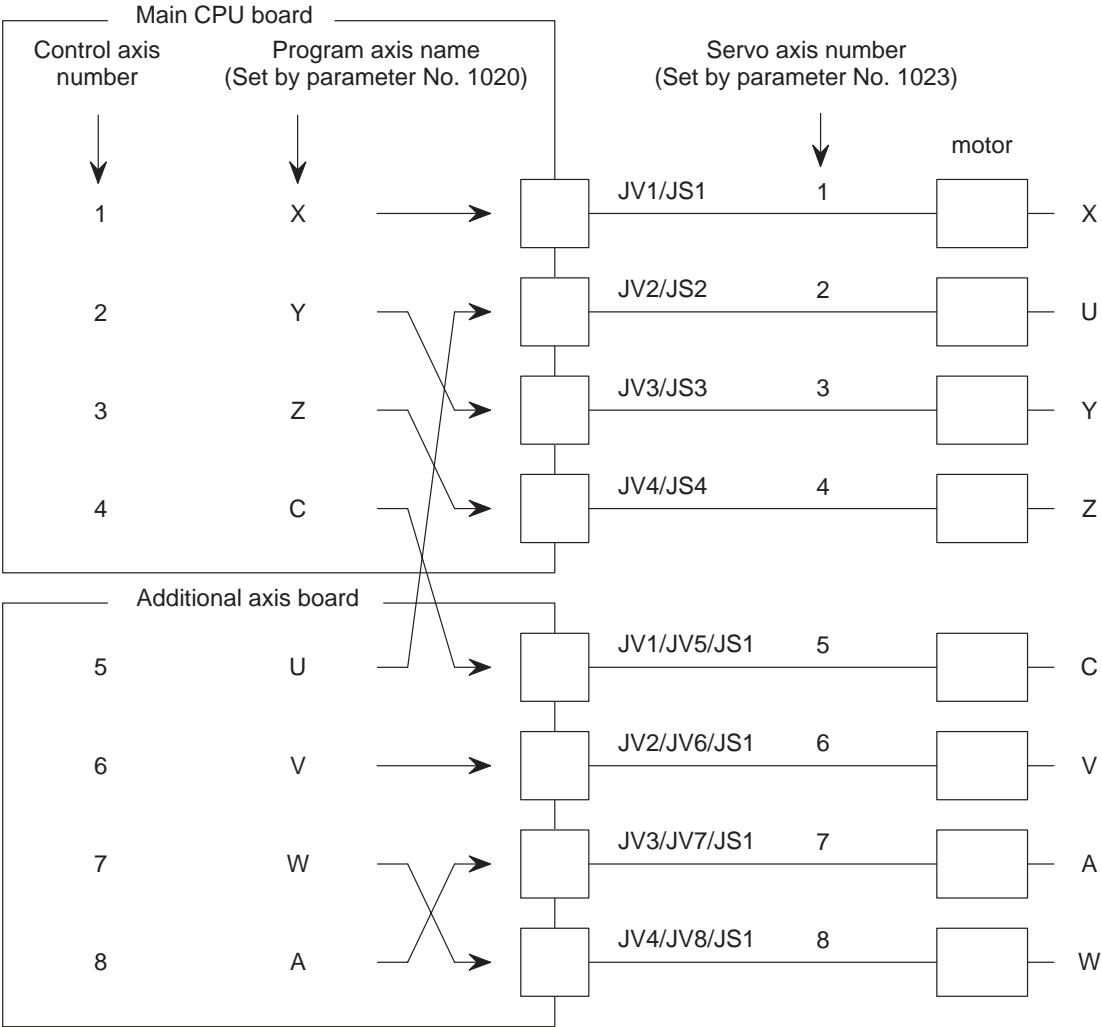 Main CPU board
Control axis number
Program axis name
(Set by parameter No. 1020)
Servo axis number
(Set by parameter No. 1023)
motor
1 X JV1/JS1 1 X
2 Y JV2/JS2 2 U
3 Z JV3/JS3 3 Y
4 C JV4/JS4 4 Z
Additional axis board
5 U JV1/JV5/JS1 5 C
6 V JV2/JV6/JS1 6 V
7 W JV3/JV7/JS1 7 A
8 A JV4/JV8/JS1 8 W